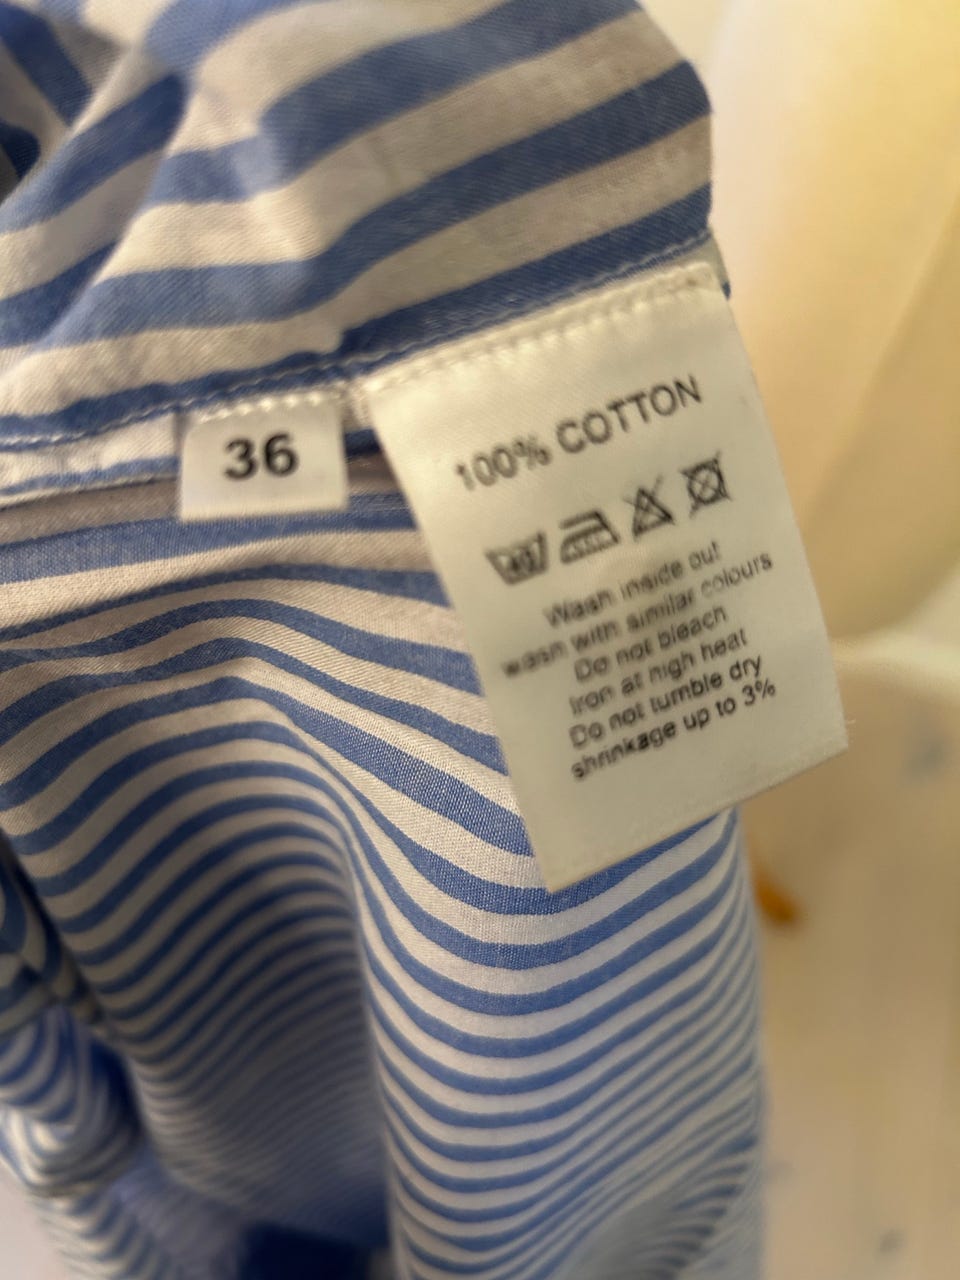 36
100% COTTON
40
Wash inside out
wash with similar colours
Do not bleach
Iron at high heat
Do not tumble dry
shrinkage up to 3%